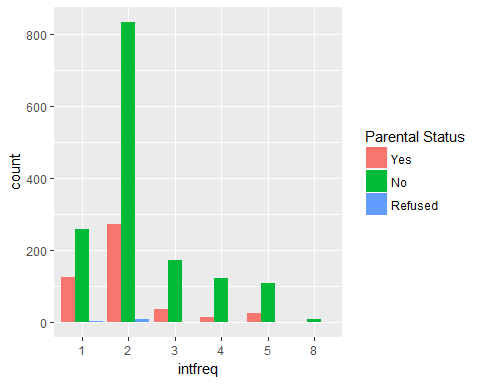 800
600
400
200
0
count
1 2 3 4 5 8
intfreq
Parental Status
Yes
No
Refused